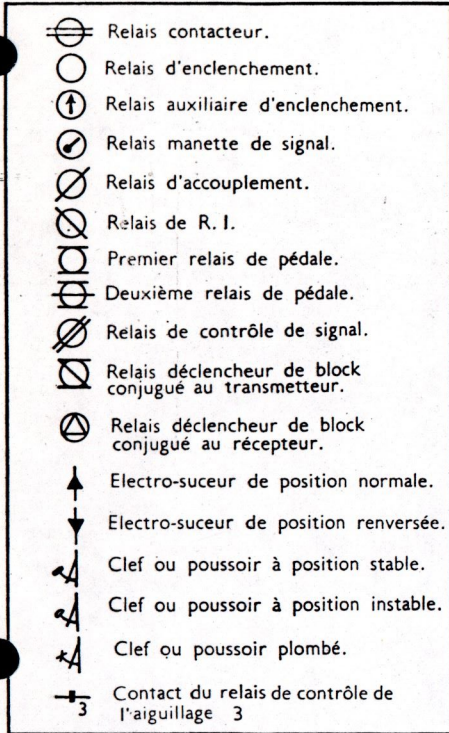 Relais contacteur.
Relais d'enclenchement.
Relais auxiliaire d'enclenchement.
Relais manette de signal.
Relais d'accouplement.
Relais de R. I.
Premier relais de pédale.
Deuxième relais de pédale.
Relais de contrôle de signal.
Relais déclencheur de block
conjugué au transmetteur.
Relais déclencheur de block
conjugué au récepteur.
Electro-suceur de position normale.
Electro-suceur de position renversée.
Clef ou poussoir à position stable.
Clef ou poussoir à position instable.
Clef ou poussoir plombé.
Contact du relais de contrôle de
3 l'aiguillage 3